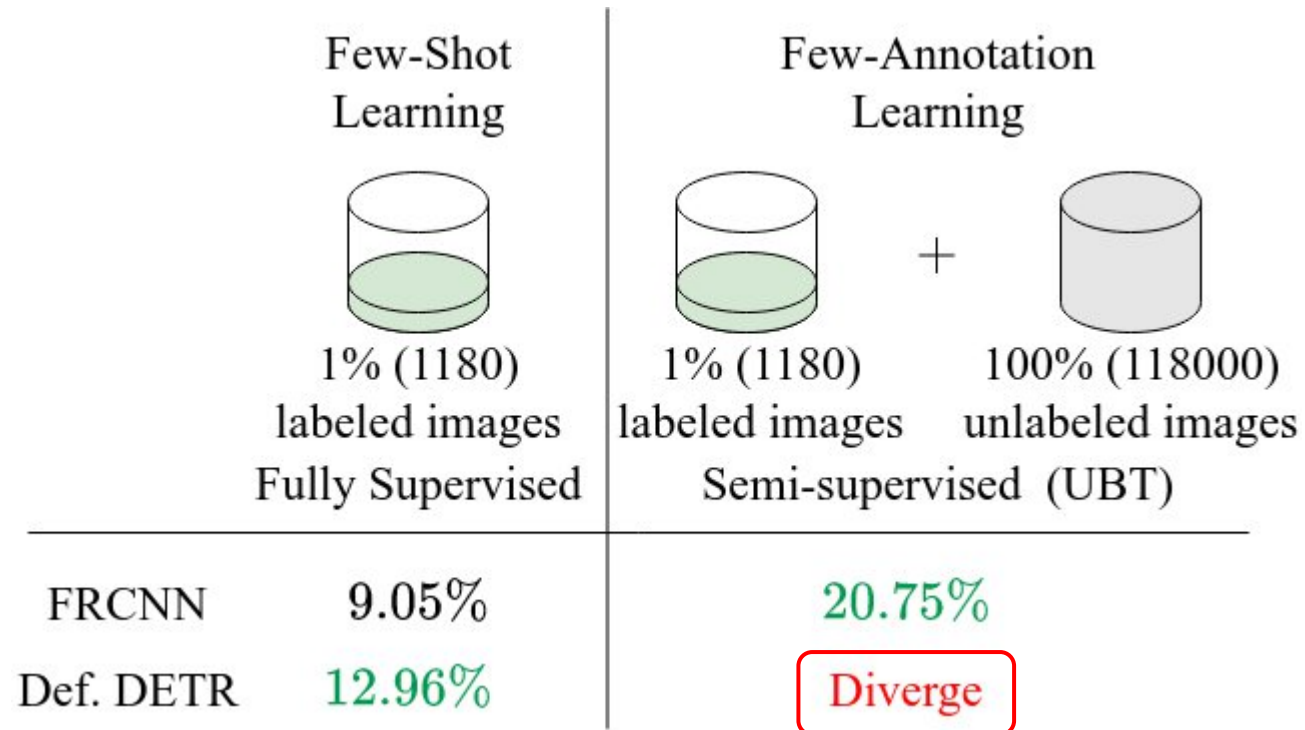 Few-Shot
Learning
Few-Annotation
Learning
+
1% (1180)
labeled images
Fully Supervised
1% (1180)
labeled images
100% (118000)
unlabeled images
Semi-supervised (UBT)
FRCNN 9.05% 20.75%
Def. DETR 12.96% Diverge